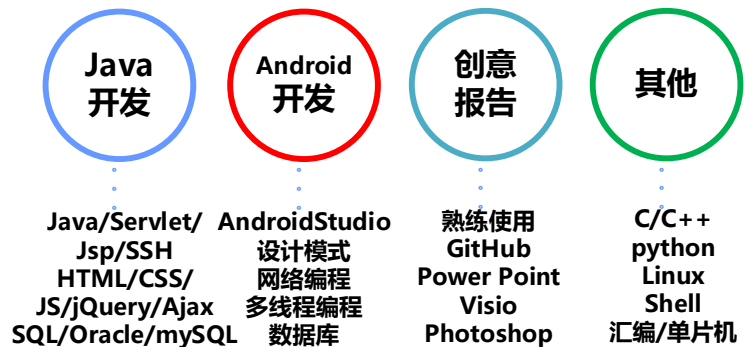 Java
开发
Android
开发
创意
报告
其他
Java/Servlet/
Jsp/SSH
HTML/CSS/
JS/jQuery/Ajax
SQL/Oracle/mySQL
AndroidStudio
设计模式
网络编程
多线程编程
数据库
熟练使用
GitHub
Power Point
Visio
Photoshop
C/C++
python
Linux
Shell
汇编/单片机